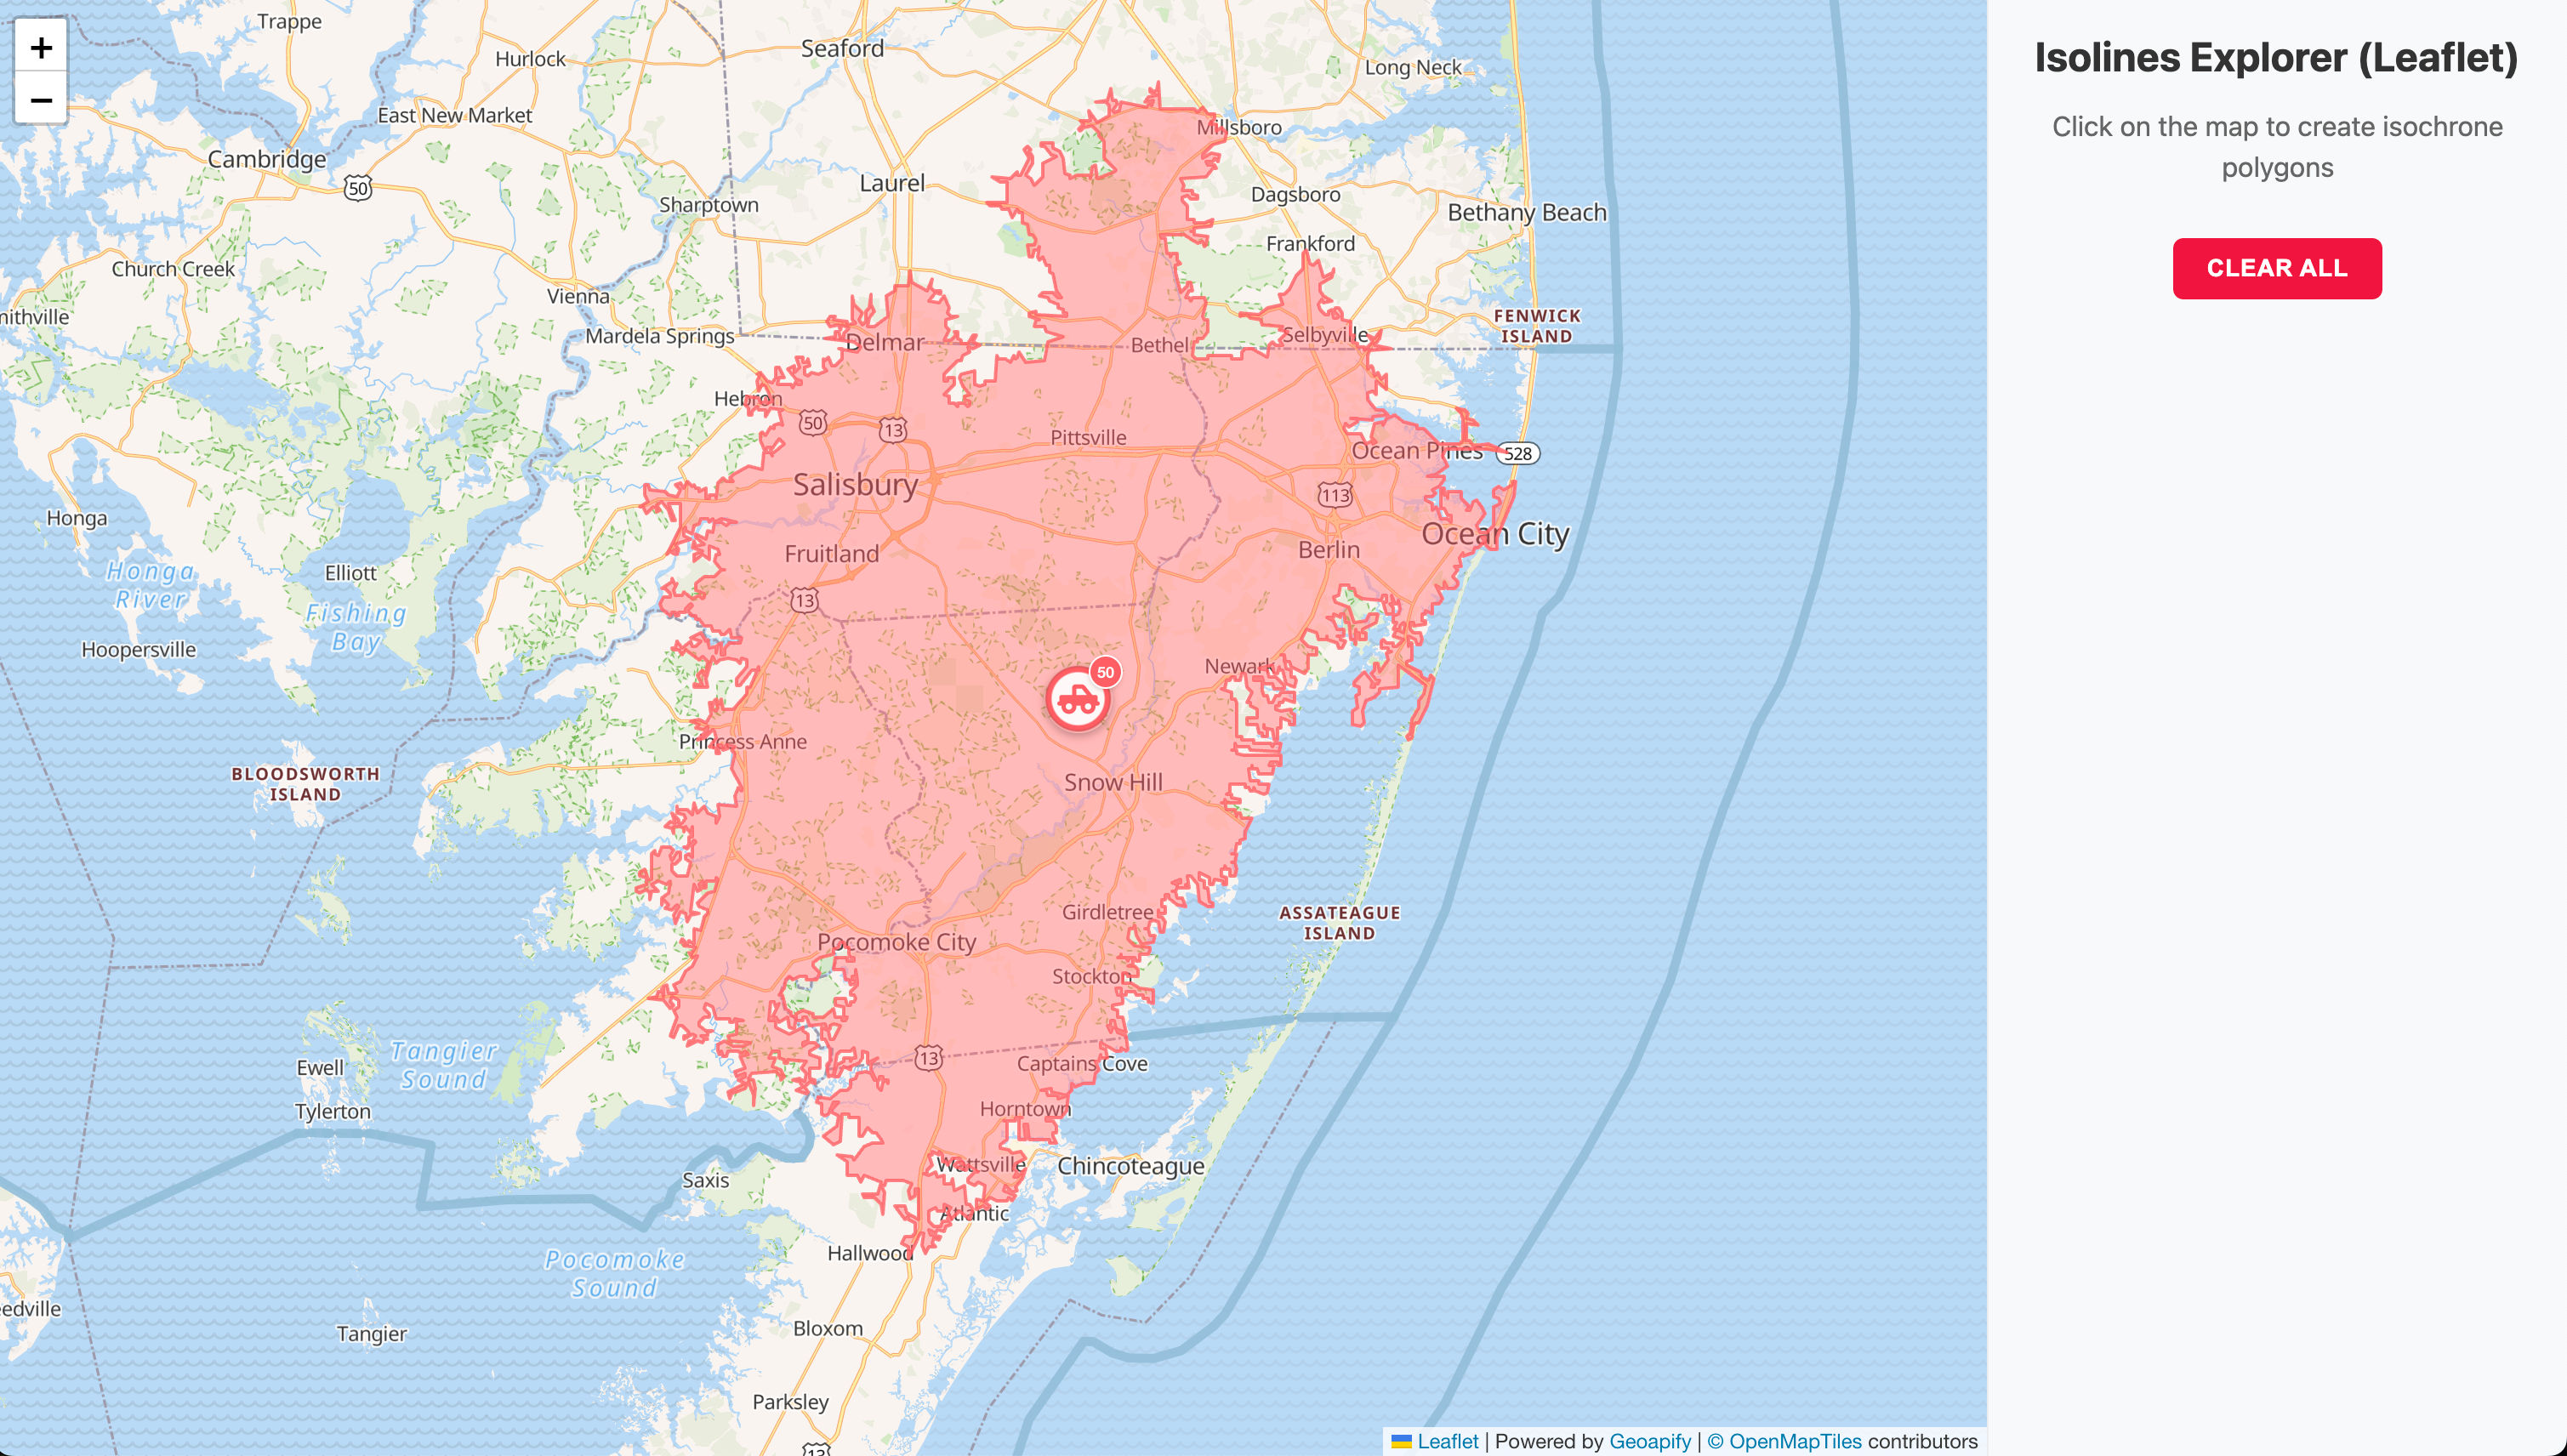 +
−
Trappe
Hurlock
Seaford
Long Neck
East New Market
Millsboro
Cambridge
50
Laurel
Dagsboro
Sharptown
Bethany Beach
Frankford
Church Creek
Vienna
nithville
FENWICK
ISLAND
Mardela Springs
Delmar
Bethel
Selbyville
Hebron
50
13
Pittsville
Ocean Pines
528
Salisbury
113
Honga
Ocean City
Fruitland
Berlin
Honga
River
Elliott
13
Fishing
Bay
Hoopersville
Newark
50
Princess Anne
BLOODSWORTH
ISLAND
Snow Hill
Girdletree
ASSATEAGUE
ISLAND
Pocomoke City
Stockton
Tangier
Sound
Ewell
13
Captains Cove
Tylerton
Horntown
Wattsville
Chincoteague
Saxis
Atlantic
Hallwood
Pocomoke
Sound
eedville
Tangier
Bloxom
Parksley
13
Leaflet | Powered by Geoapify | © OpenMapTiles contributors
Isolines Explorer (Leaflet)
Click on the map to create isochrone
polygons
CLEAR ALL